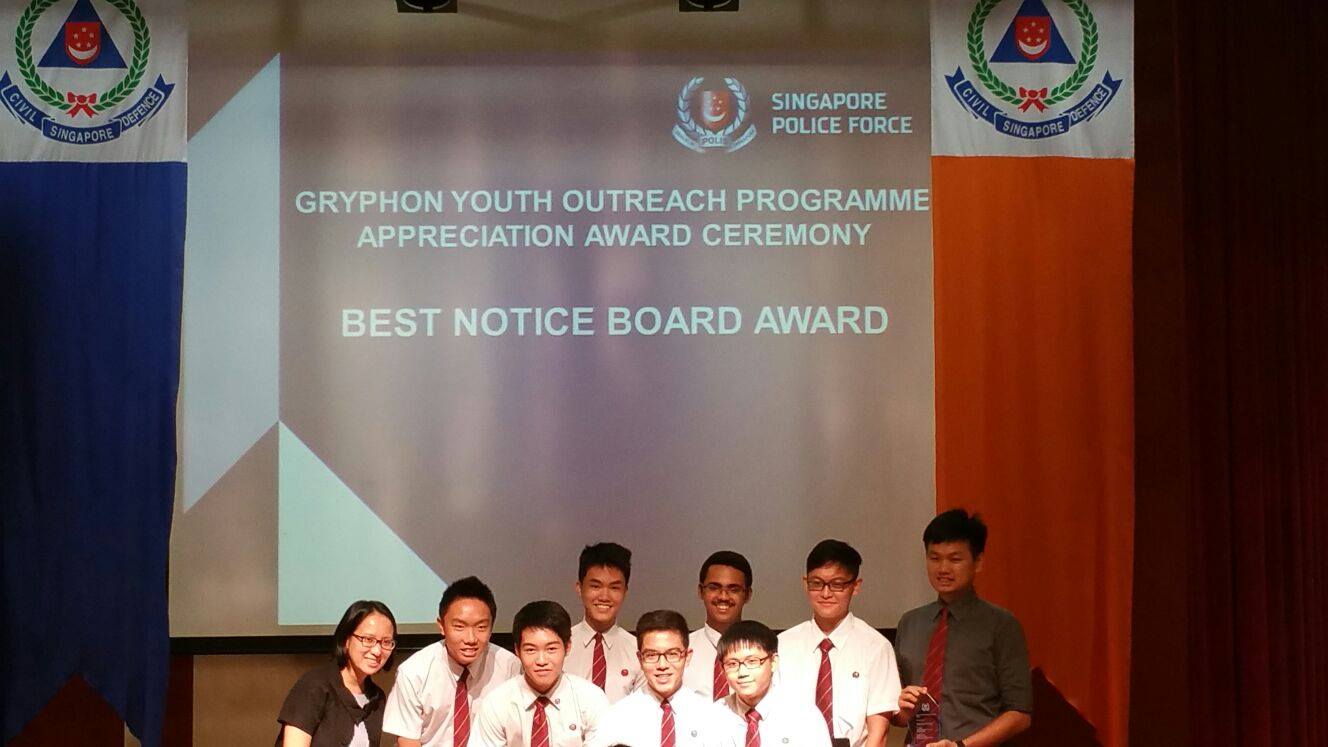 CIVIL SINGAPORE DEFENCE
SINGAPORE
POLICE FORCE
CIVIL SINGAPORE DEFENCE
GRYPHON YOUTH OUTREACH PROGRAMME
APPRECIATION AWARD CEREMONY
BEST NOTICE BOARD AWARD